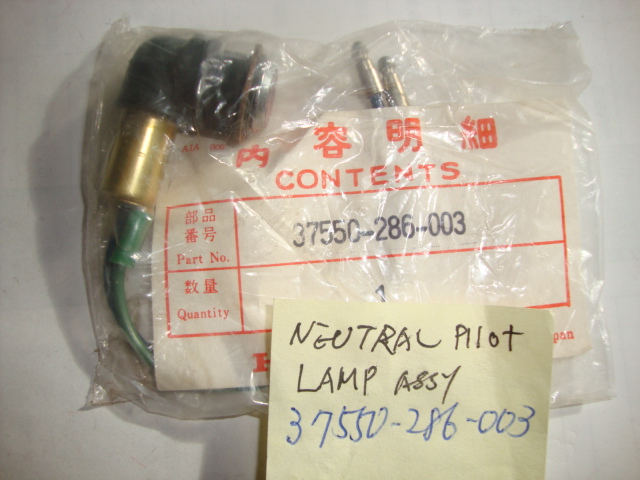 内容明細
CONTENTS
部品
番号
Part No.
37550-286-003
数量
Quantity
1
NEUTRAL PIlot
LAMP ASSY
37550-286-003